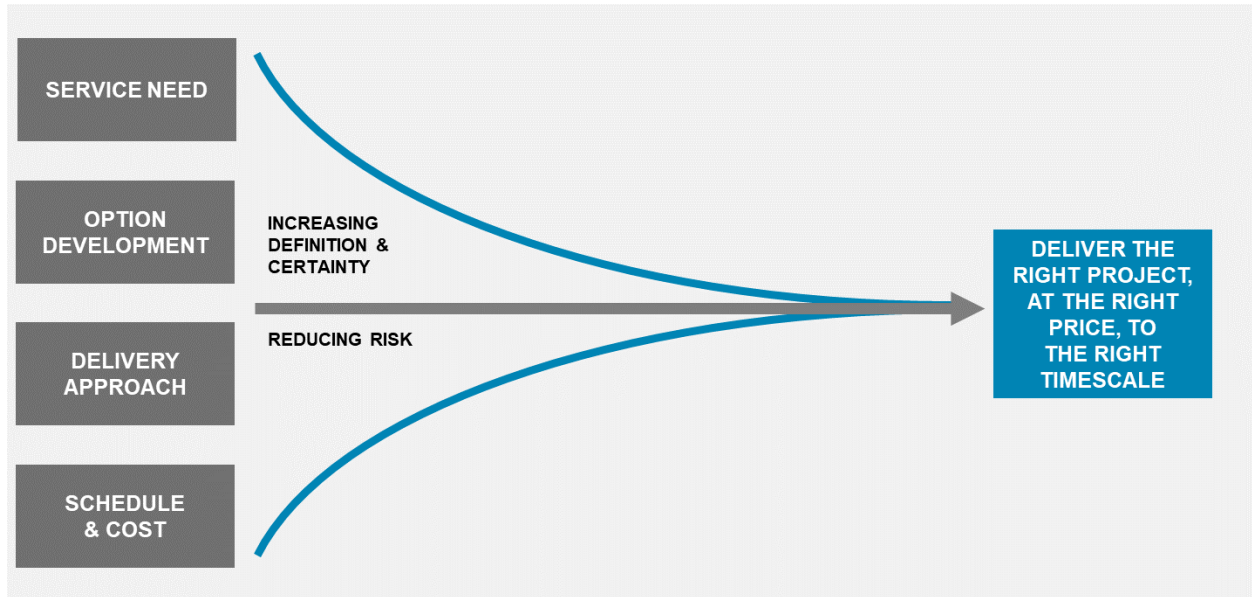 SERVICE NEED
OPTION
DEVELOPMENT
DELIVERY
APPROACH
SCHEDULE
& COST
INCREASING
DEFINITION &
CERTAINTY
REDUCING RISK
DELIVER THE
RIGHT PROJECT,
AT THE RIGHT
PRICE, TO
THE RIGHT
TIMESCALE